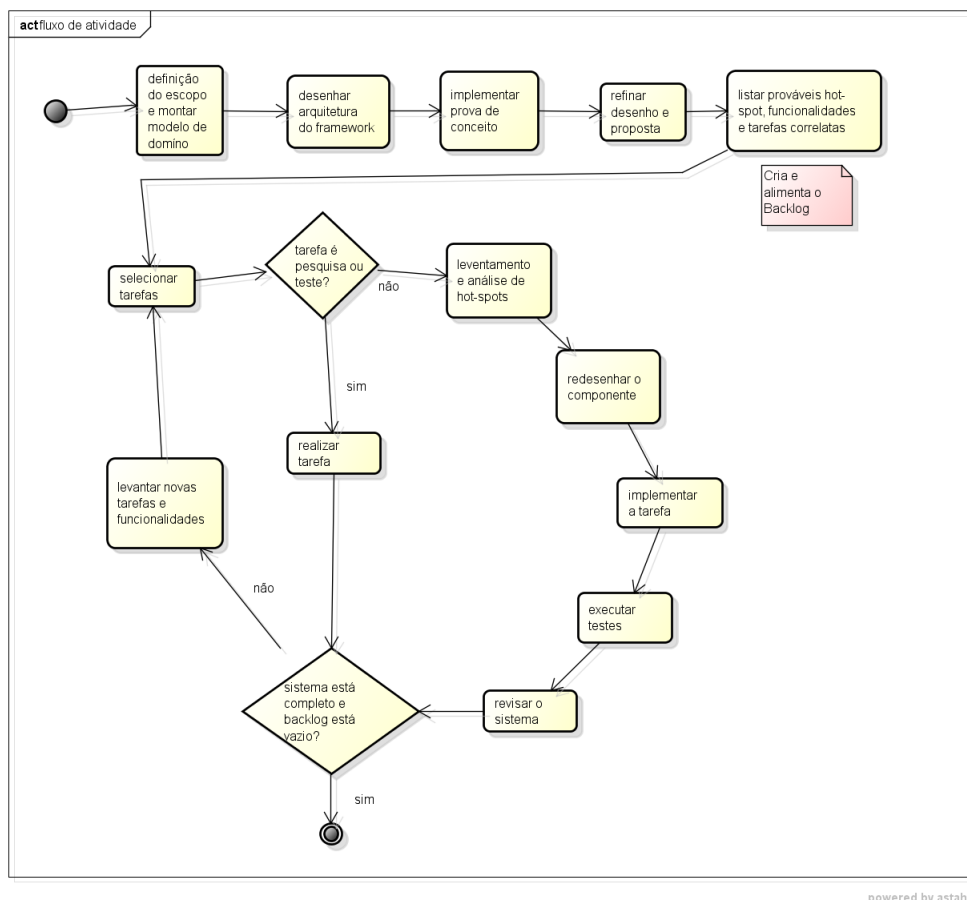 act fluxo de atividade
definição
do escopo
e montar
modelo de
domíno
desenhar
arquitetura
do framework
implementar
prova de
conceito
refinar
desenho e
proposta
listar prováveis hot-
spot, funcionalidades
e tarefas correlatas
Cria e
alimenta o
Backlog
selecionar
tarefas
tarefa é
pesquisa ou
teste?
não
leventamento
e análise de
hot-spots
redesenhar o
componente
sim
realizar
tarefa
levantar novas
tarefas e
funcionalidades
implementar
a tarefa
não
executar
testes
sistema está
completo e
backlog está
vazio?
revisar o
sistema
sim
powered by astah